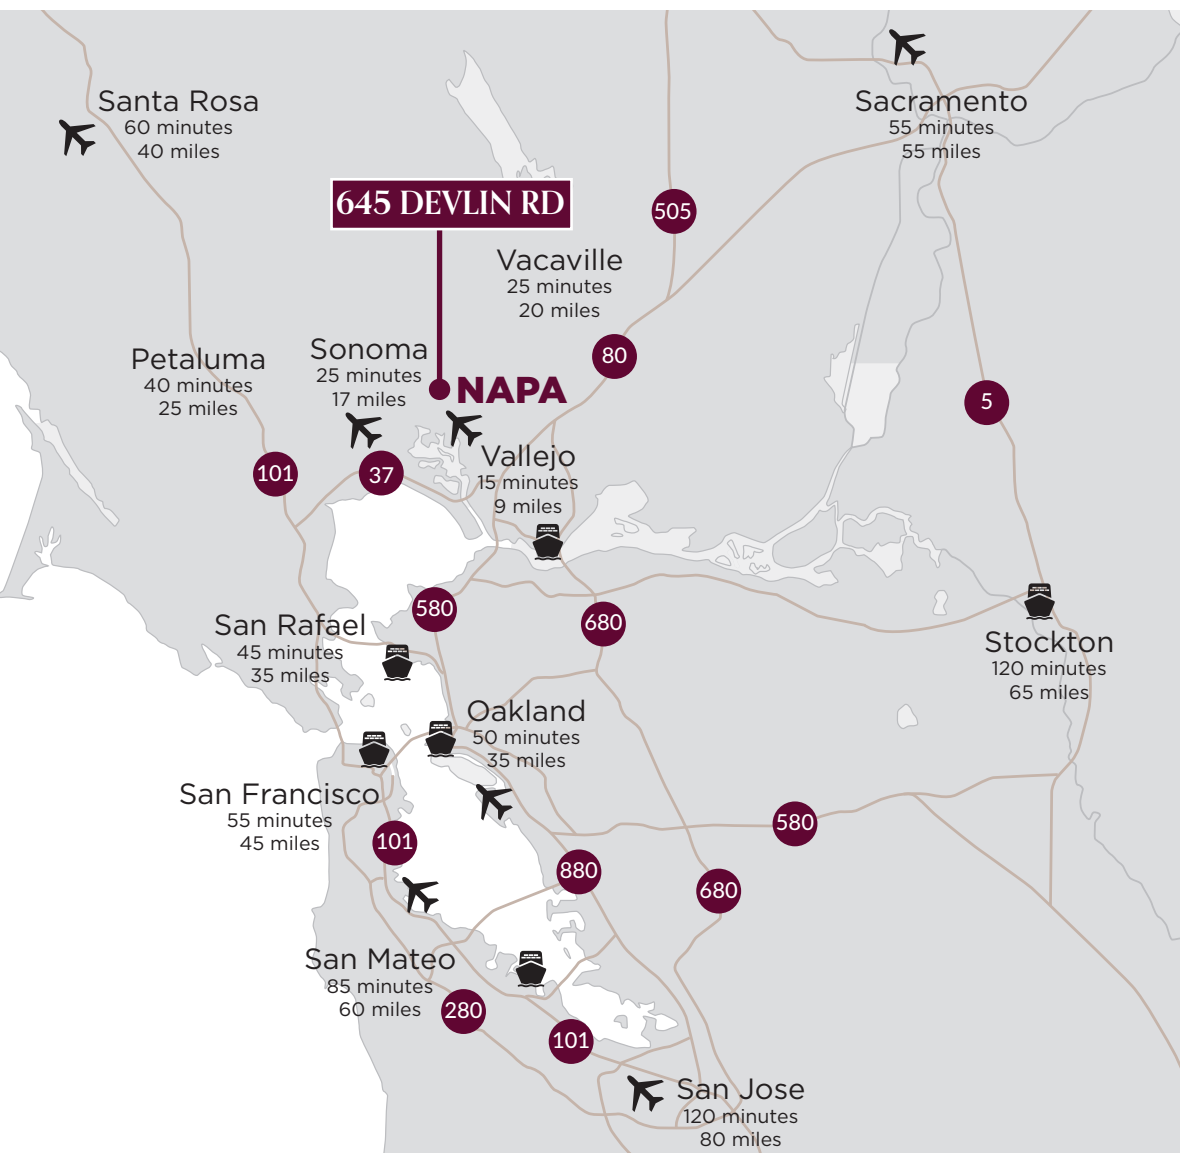 Santa Rosa
60 minutes
40 miles
Sacramento
55 minutes
55 miles
645 DEVLIN RD
505
Vacaville
25 minutes
20 miles
Sonoma
25 minutes
17 miles
Petaluma
40 minutes
25 miles
80
NAPA
5
101
37
Vallejo
15 minutes
9 miles
580
680
San Rafael
45 minutes
35 miles
Stockton
120 minutes
65 miles
Oakland
50 minutes
35 miles
San Francisco
55 minutes
45 miles
580
101
880
680
San Mateo
85 minutes
60 miles
280
101
San Jose
120 minutes
80 miles